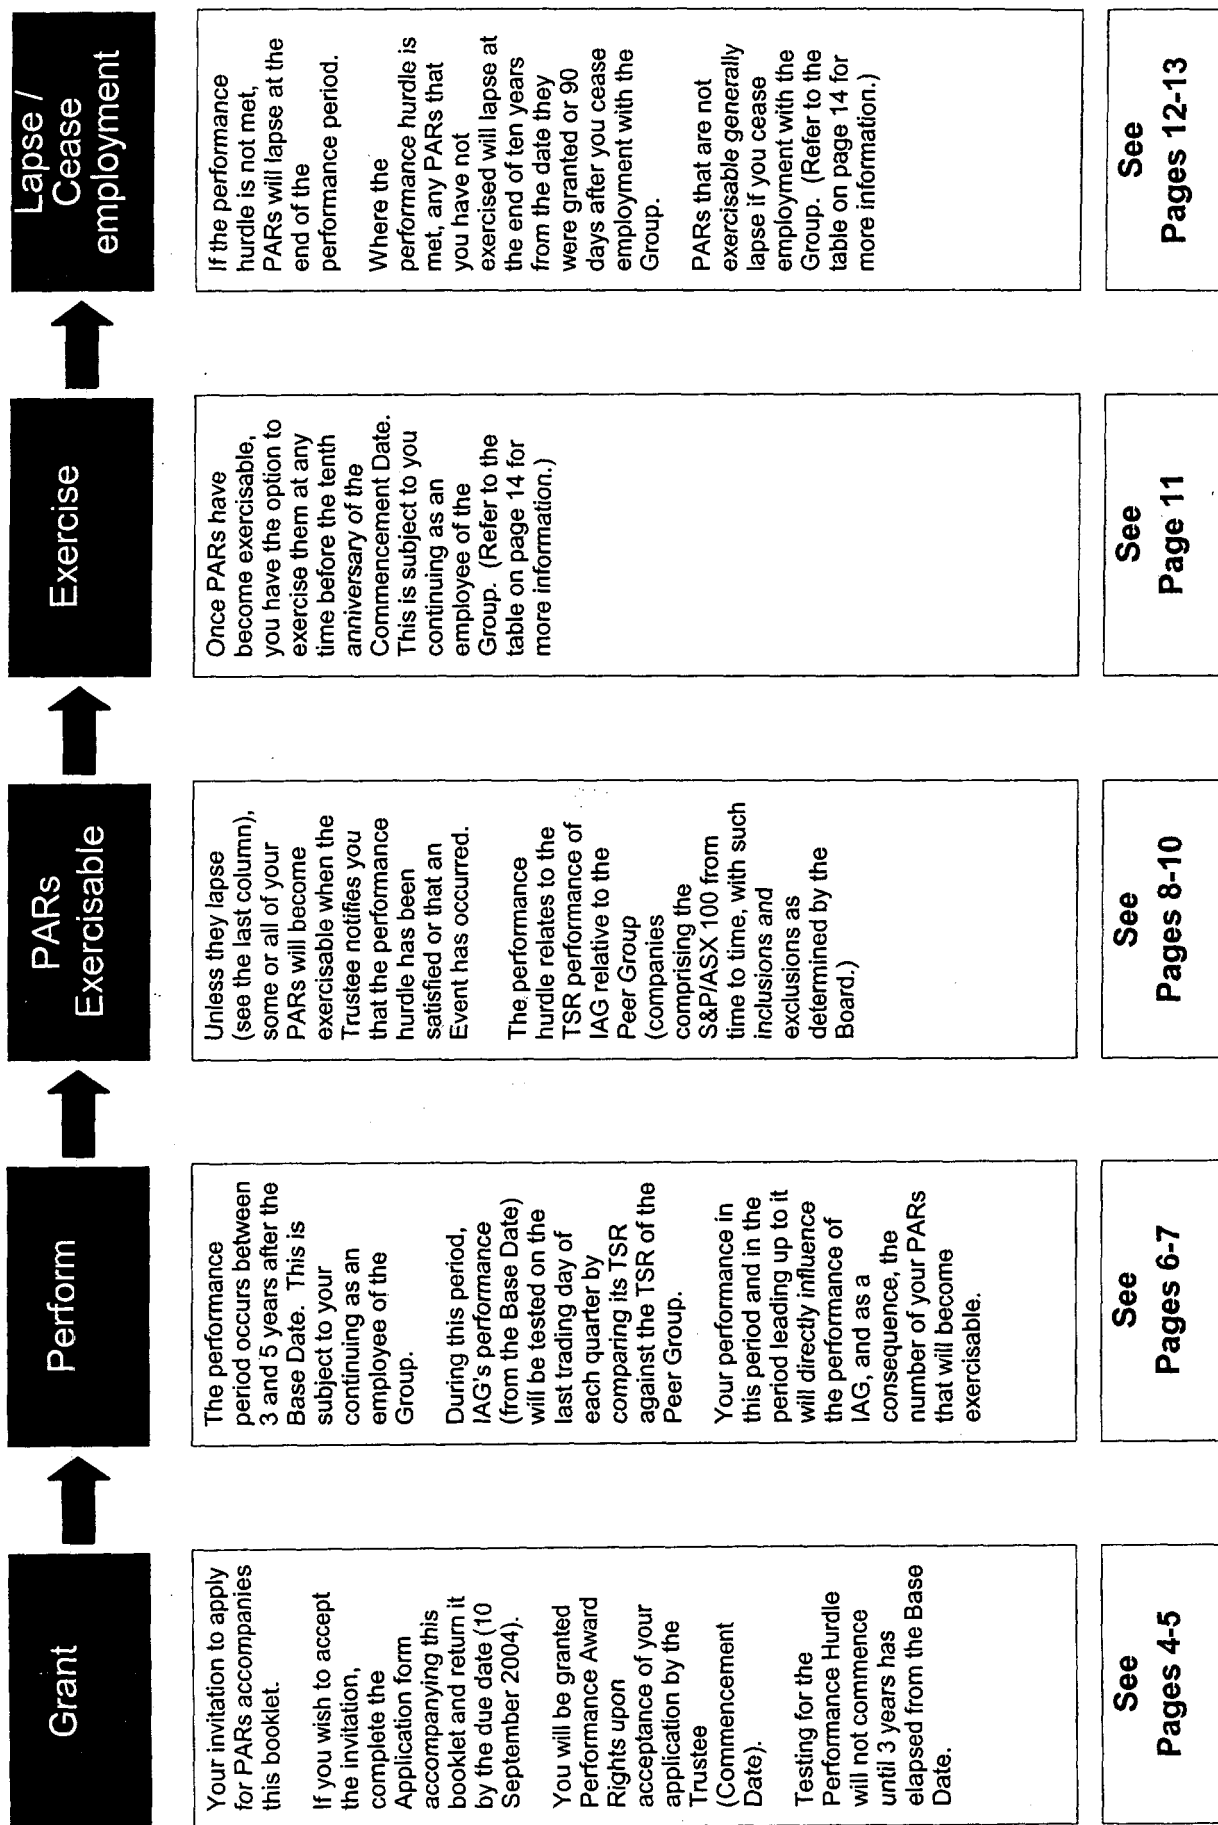 Grant
Your invitation to apply
for PARs accompanies
this booklet.
If you wish to accept
the invitation,
complete the
Application form
accompanying this
booklet and return it
by the due date (10
September 2004).
You will be granted
Performance Award
Rights upon
acceptance of your
application by the
Trustee
(Commencement
Date).
Testing for the
Performance Hurdle
will not commence
until 3 years has
elapsed from the Base
Date.
See
Pages 4-5
Perform
The performance
period occurs between
3 and 5 years after the
Base Date. This is
subject to your
continuing as an
employee of the
Group.
During this period,
IAG's performance
(from the Base Date)
will be tested on the
last trading day of
each quarter by
comparing its TSR
against the TSR of the
Peer Group.
Your performance in
this period and in the
period leading up to it
will directly influence
the performance of
IAG, and as a
consequence, the
number of your PARs
that will become
exercisable.
See
Pages 6-7
PARs
Exercisable
Unless they lapse
(see the last column),
some or all of your
PARs will become
exercisable when the
Trustee notifies you
that the performance
hurdle has been
satisfied or that an
Event has occurred.
The performance
hurdle relates to the
TSR performance of
IAG relative to the
Peer Group
(companies
comprising the
S&P/ASX 100 from
time to time, with such
inclusions and
exclusions as
determined by the
Board.)
See
Pages 8-10
Exercise
Once PARs have
become exercisable,
you have the option to
exercise them at any
time before the tenth
anniversary of the
Commencement Date.
This is subject to you
continuing as an
employee of the
Group. (Refer to the
table on page 14 for
more information.)
See
Page 11
Lapse /
Cease
employment
If the performance
hurdle is not met,
PARs will lapse at the
end of the
performance period.
Where the
performance hurdle is
met, any PARs that
you have not
exercised will lapse at
the end of ten years
from the date they
were granted or 90
days after you cease
employment with the
Group.
PARs that are not
exercisable generally
lapse if you cease
employment with the
Group. (Refer to the
table on page 14 for
more information.)
See
Pages 12-13